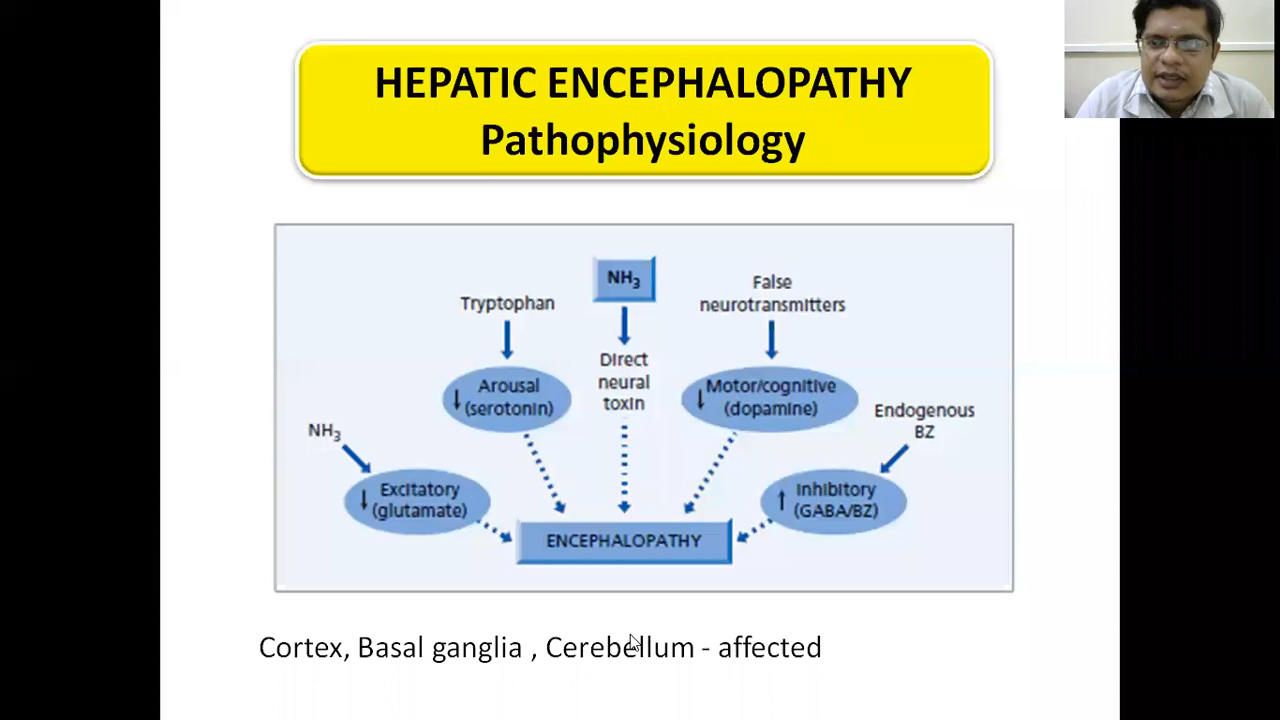 HEPATIC ENCEPHALOPATHY
Pathophysiology
NH₃
False
neurotransmitters
Tryptophan
Direct
neural
toxin
↓ Arousal
(serotonin)
↓ Motor/cognitive
(dopamine)
Endogenous
BZ
NH₃
↓ Excitatory
(glutamate)
↑ Inhibitory
(GABA/BZ)
ENCEPHALOPATHY
Cortex, Basal ganglia , Cerebellum - affected